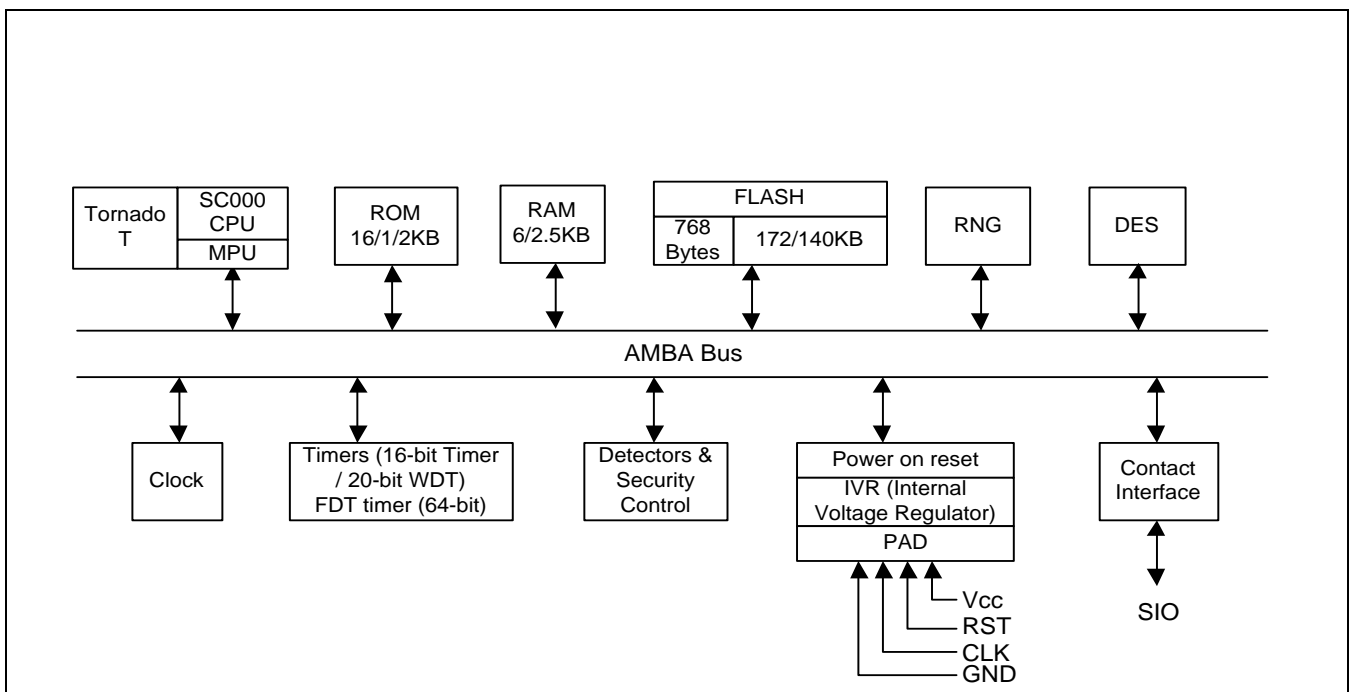 Tornado
T
SC000
CPU
MPU
ROM
16/1/2KB
RAM
6/2.5KB
FLASH
768
Bytes
172/140KB
RNG
DES
AMBA Bus
Clock
Timers (16-bit Timer
/ 20-bit WDT)
FDT timer (64-bit)
Detectors &
Security
Control
Power on reset
IVR (Internal
Voltage Regulator)
PAD
Contact
Interface
Vcc
RST
CLK
GND
SIO